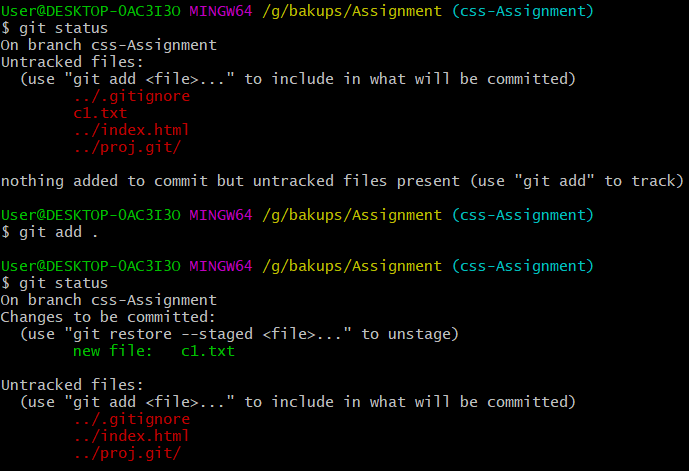 User@DESKTOP-0AC3I3O MINGW64 /g/bakups/Assignment (css-Assignment)
$ git status
On branch css-Assignment
Untracked files:
  (use "git add <file>..." to include in what will be committed)
        ../.gitignore
        c1.txt
        ../index.html
        ../proj.git/

nothing added to commit but untracked files present (use "git add" to track)

User@DESKTOP-0AC3I3O MINGW64 /g/bakups/Assignment (css-Assignment)
$ git add .

User@DESKTOP-0AC3I3O MINGW64 /g/bakups/Assignment (css-Assignment)
$ git status
On branch css-Assignment
Changes to be committed:
  (use "git restore --staged <file>..." to unstage)
        new file:   c1.txt

Untracked files:
  (use "git add <file>..." to include in what will be committed)
        ../.gitignore
        ../index.html
        ../proj.git/